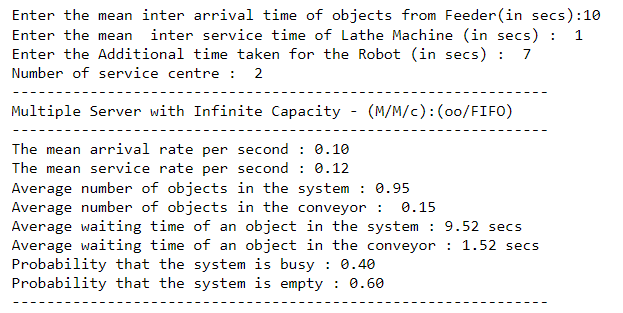 Enter the mean inter arrival time of objects from Feeder(in secs):10
Enter the mean  inter service time of Lathe Machine (in secs) :  1
Enter the Additional time taken for the Robot (in secs) :  7
Number of service centre :  2
----------------------------------------------------------------
Multiple Server with Infinite Capacity - (M/M/c):(oo/FIFO)
----------------------------------------------------------------
The mean arrival rate per second : 0.10
The mean service rate per second : 0.12
Average number of objects in the system : 0.95
Average number of objects in the conveyor :  0.15
Average waiting time of an object in the system : 9.52 secs
Average waiting time of an object in the conveyor : 1.52 secs
Probability that the system is busy : 0.40
Probability that the system is empty : 0.60
----------------------------------------------------------------